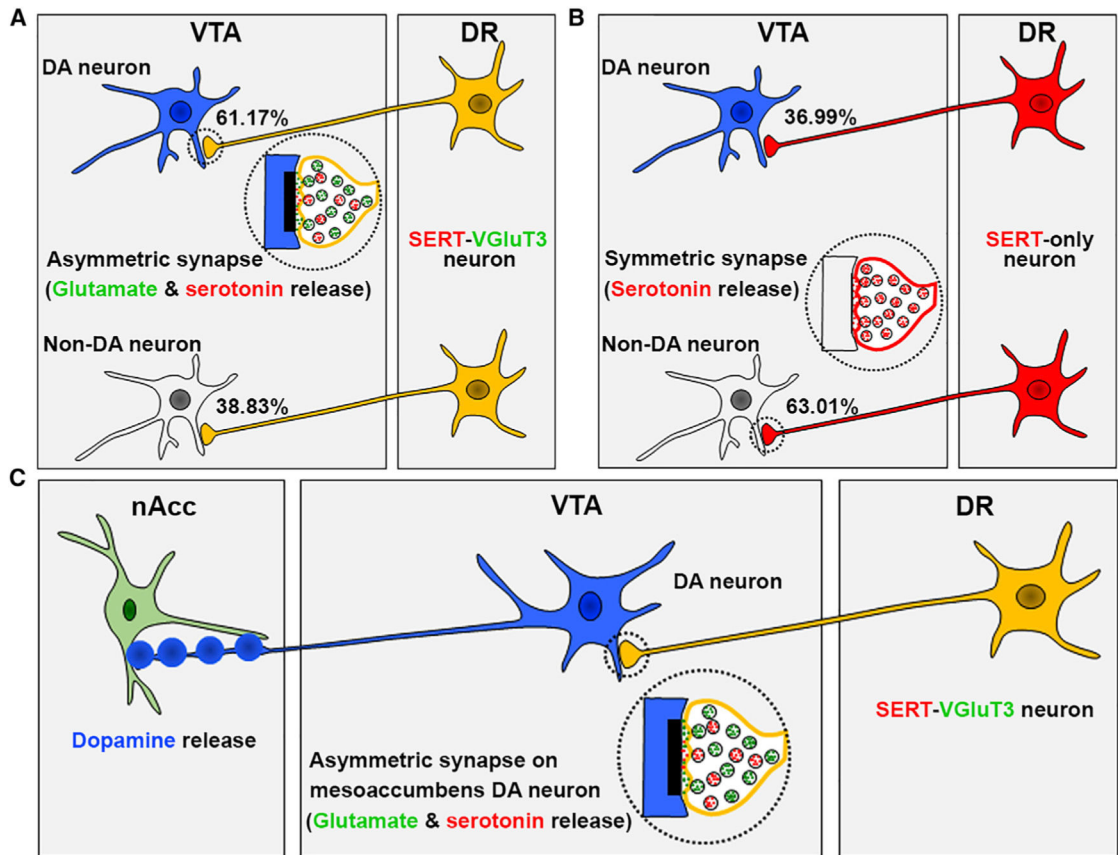 A
VTA
DR
DA neuron
61.17%
SERT-VGluT3
neuron
Asymmetric synapse
(Glutamate & serotonin release)
Non-DA neuron
38.83%
B
VTA
DR
DA neuron
36.99%
SERT-only
neuron
Symmetric synapse
(Serotonin release)
Non-DA neuron
63.01%
C
nAcc
VTA
DR
DA neuron
SERT-VGluT3 neuron
Dopamine release
Asymmetric synapse on
mesoaccumbens DA neuron
(Glutamate & serotonin release)